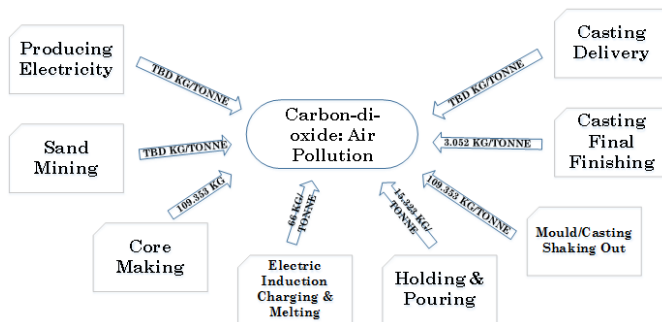 Producing
Electricity
TBD KG/TONNE
Casting
Delivery
TBD KG/TONNE
Carbon-di-
oxide: Air
Pollution
Sand
Mining
TBD KG/TONNE
Casting
Final
Finishing
3.052 KG/TONNE
Core
Making
109.353 KG
Electric
Induction
Charging &
Melting
66 KG/
TONNE
Holding &
Pouring
15.323 KG/
TONNE
Mould/Casting
Shaking Out
109.353 KG/TONNE